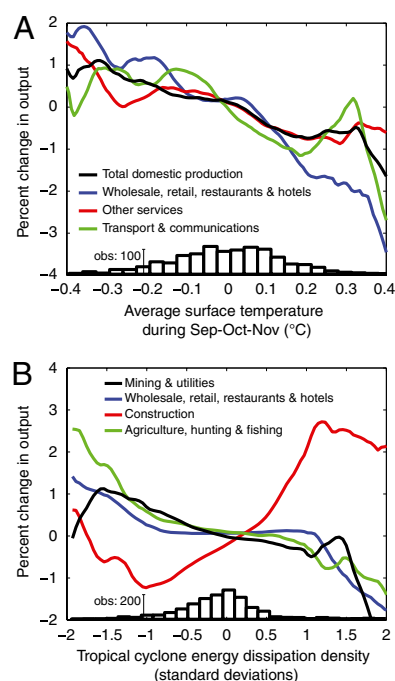 A
Percent change in output
2
1
0
−1
−2
−3
−4
Total domestic production
Wholesale, retail, restaurants & hotels
Other services
Transport & communications
obs: 100
−0.4 −0.3 −0.2 −0.1 0 0.1 0.2 0.3 0.4
Average surface temperature
during Sep-Oct-Nov (°C)
B
Percent change in output
4
3
2
1
0
-1
−2
Mining & utilities
Wholesale, retail, restaurants & hotels
Construction
Agriculture, hunting & fishing
obs: 200
−2 −1.5 −1 −0.5 0 0.5 1 1.5 2
Tropical cyclone energy dissipation density
(standard deviations)